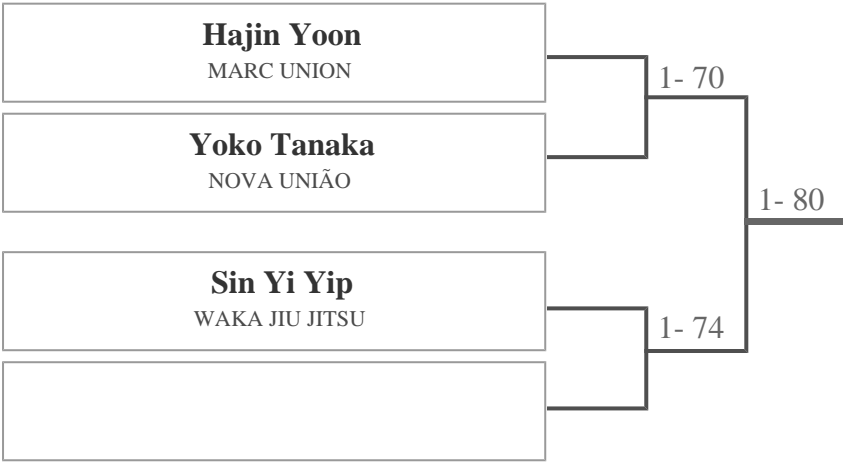 Hajin Yoon
MARC UNION
1- 70
Yoko Tanaka
NOVA UNIÃO
1- 80
Sin Yi Yip
WAKA JIU JITSU
1- 74